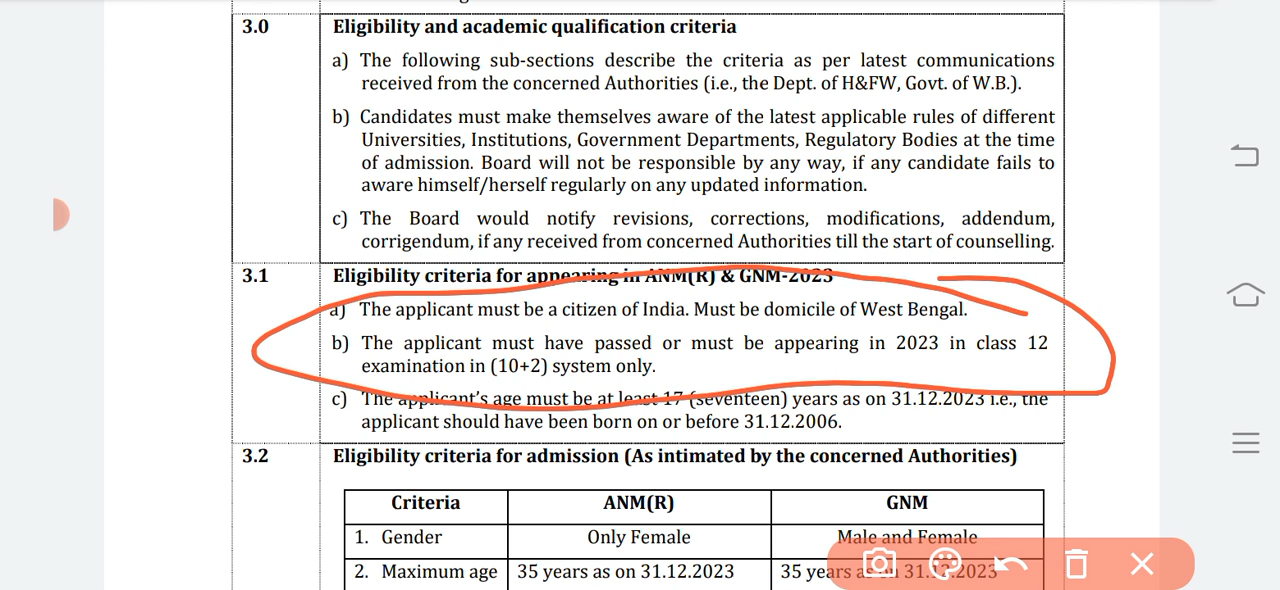 3.0
Eligibility and academic qualification criteria
a) The following sub-sections describe the criteria as per latest communications
received from the concerned Authorities (i.e., the Dept. of H&FW, Govt. of W.B.).
b) Candidates must make themselves aware of the latest applicable rules of different
Universities, Institutions, Government Departments, Regulatory Bodies at the time
of admission. Board will not be responsible by any way, if any candidate fails to
aware himself/herself regularly on any updated information.
c) The Board would notify revisions, corrections, modifications, addendum,
corrigendum, if any received from concerned Authorities till the start of counselling.
3.1
Eligibility criteria for appearing in ANM(R) & GNM-2023
a) The applicant must be a citizen of India. Must be domicile of West Bengal.
b) The applicant must have passed or must be appearing in 2023 in class 12
examination in (10+2) system only.
c) The applicant's age must be at least 17 (seventeen) years as on 31.12.2023 i.e., the
applicant should have been born on or before 31.12.2006.
3.2
Eligibility criteria for admission (As intimated by the concerned Authorities)
Criteria ANM(R) GNM
1. Gender Only Female Male and Female
2. Maximum age 35 years as on 31.12.2023 35 years as on 31.12.2023